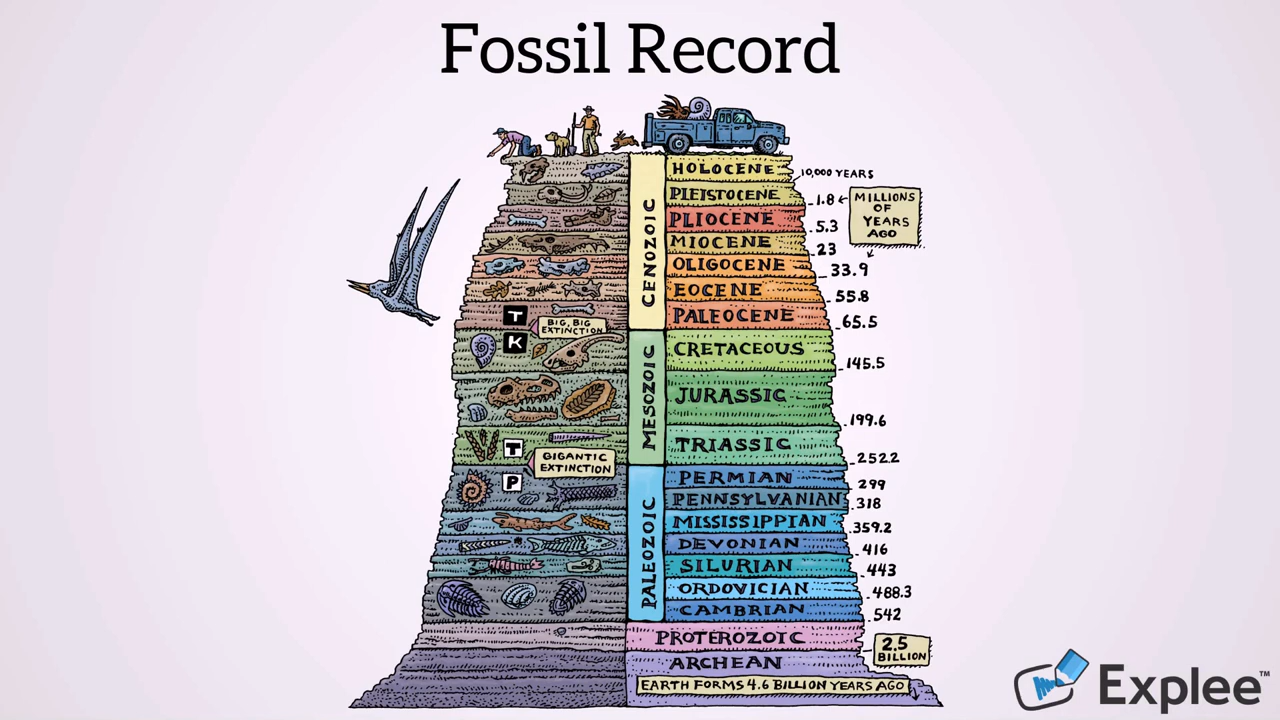 Fossil Record
HOLOCENE
10,000 YEARS
PLEISTOCENE
1.8
MILLIONS
OF
YEARS
AGO
PLIOCENE
5.3
MIOCENE
23
OLIGOCENE
33.9
EOCENE
55.8
PALEOCENE
65.5
CENOZOIC
T
BIG, BIG
EXTINCTION
K
CRETACEOUS
145.5
JURASSIC
199.6
TRIASSIC
252.2
MESOZOIC
T
GIGANTIC
EXTINCTION
P
PERMIAN
299
PENNSYLVANIAN
318
MISSISSIPPIAN
359.2
DEVONIAN
416
SILURIAN
443
ORDOVICIAN
488.3
CAMBRIAN
542
PALEOZOIC
PROTEROZOIC
2.5
BILLION
ARCHEAN
EARTH FORMS 4.6 BILLION YEARS AGO
Explee™